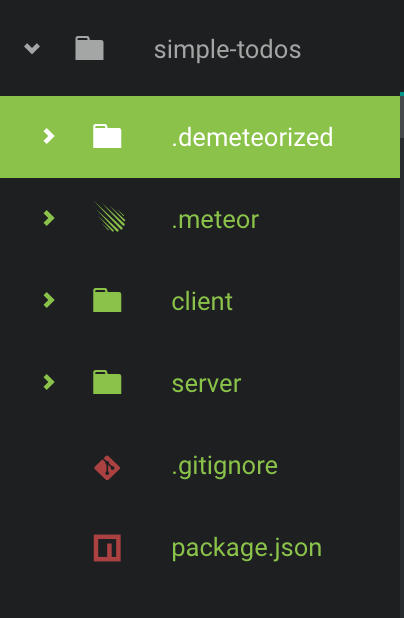 simple-todos
.demeteorized
.meteor
client
server
.gitignore
package.json